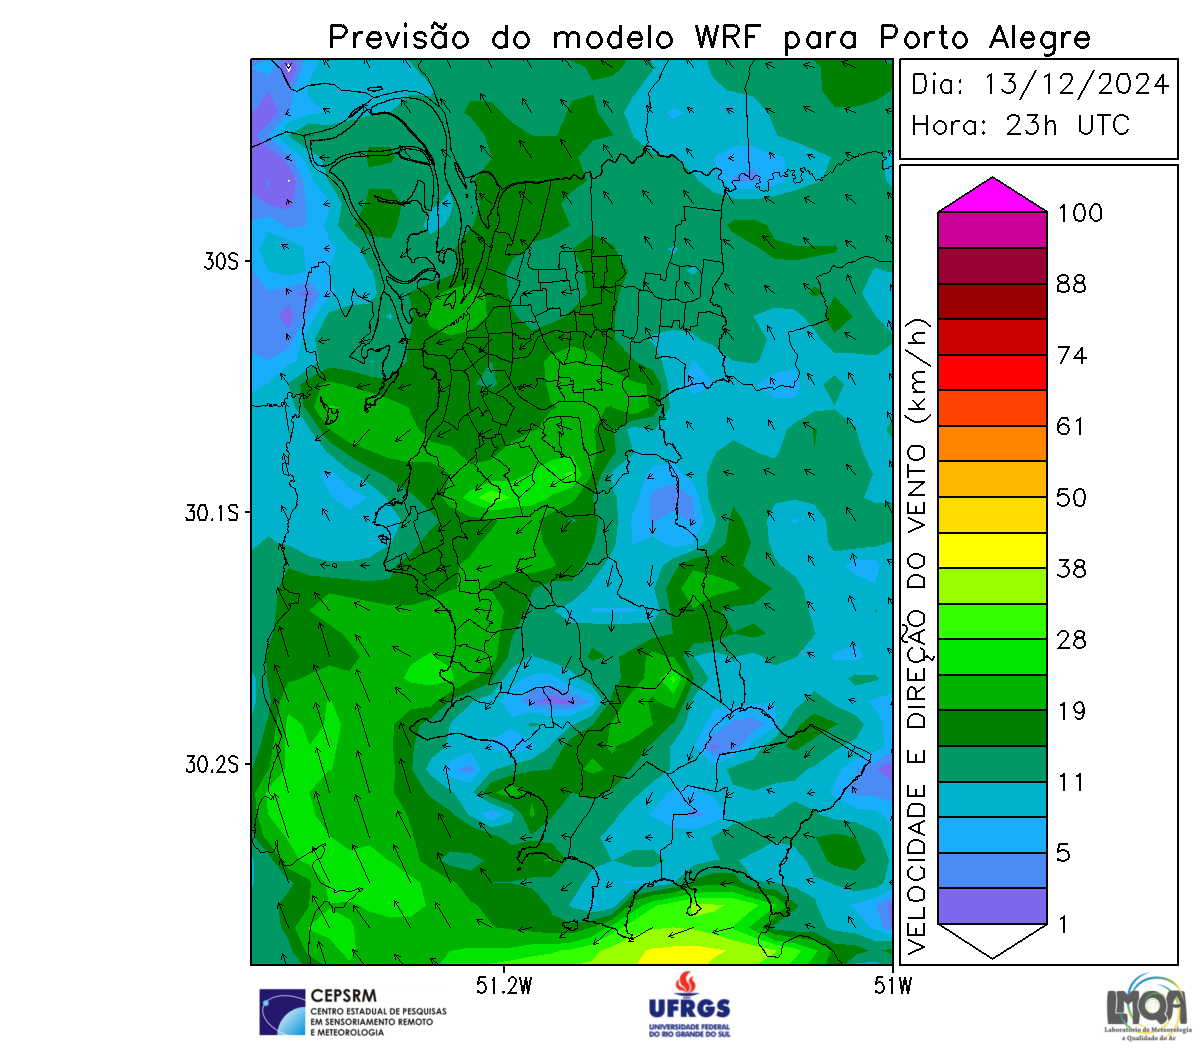 Previsão do modelo WRF para Porto Alegre
Dia: 13/12/2024
Hora: 23h UTC
30S
30.1S
30.2S
51.2W
51W
VELOCIDADE E DIREÇÃO DO VENTO (km/h)
100
88
74
61
50
38
28
19
11
5
1
CEPSRM
CENTRO ESTADUAL DE PESQUISAS
EM SENSORIAMENTO REMOTO
E METEOROLOGIA
UFRGS
UNIVERSIDADE FEDERAL
DO RIO GRANDE DO SUL
LMQA
Laboratório de Meteorologia
e Qualidade do Ar